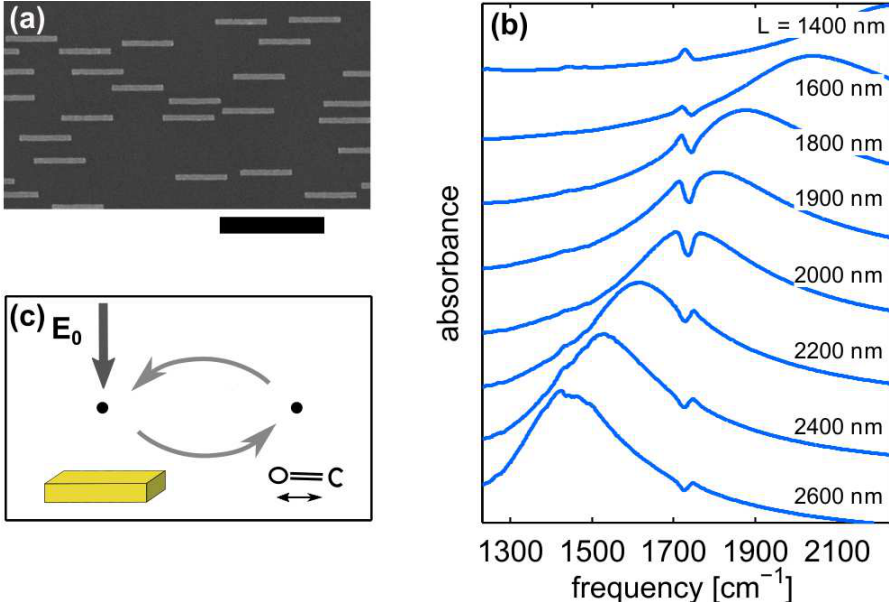 (a)
(b)
L = 1400 nm
1600 nm
1800 nm
1900 nm
2000 nm
2200 nm
2400 nm
2600 nm
absorbance
1300 1500 1700 1900 2100
frequency [cm⁻¹]
(c)
E₀
O=C